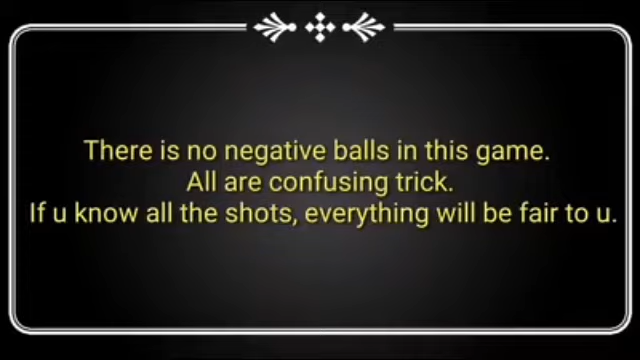 There is no negative balls in this game.
All are confusing trick.
If u know all the shots, everything will be fair to u.